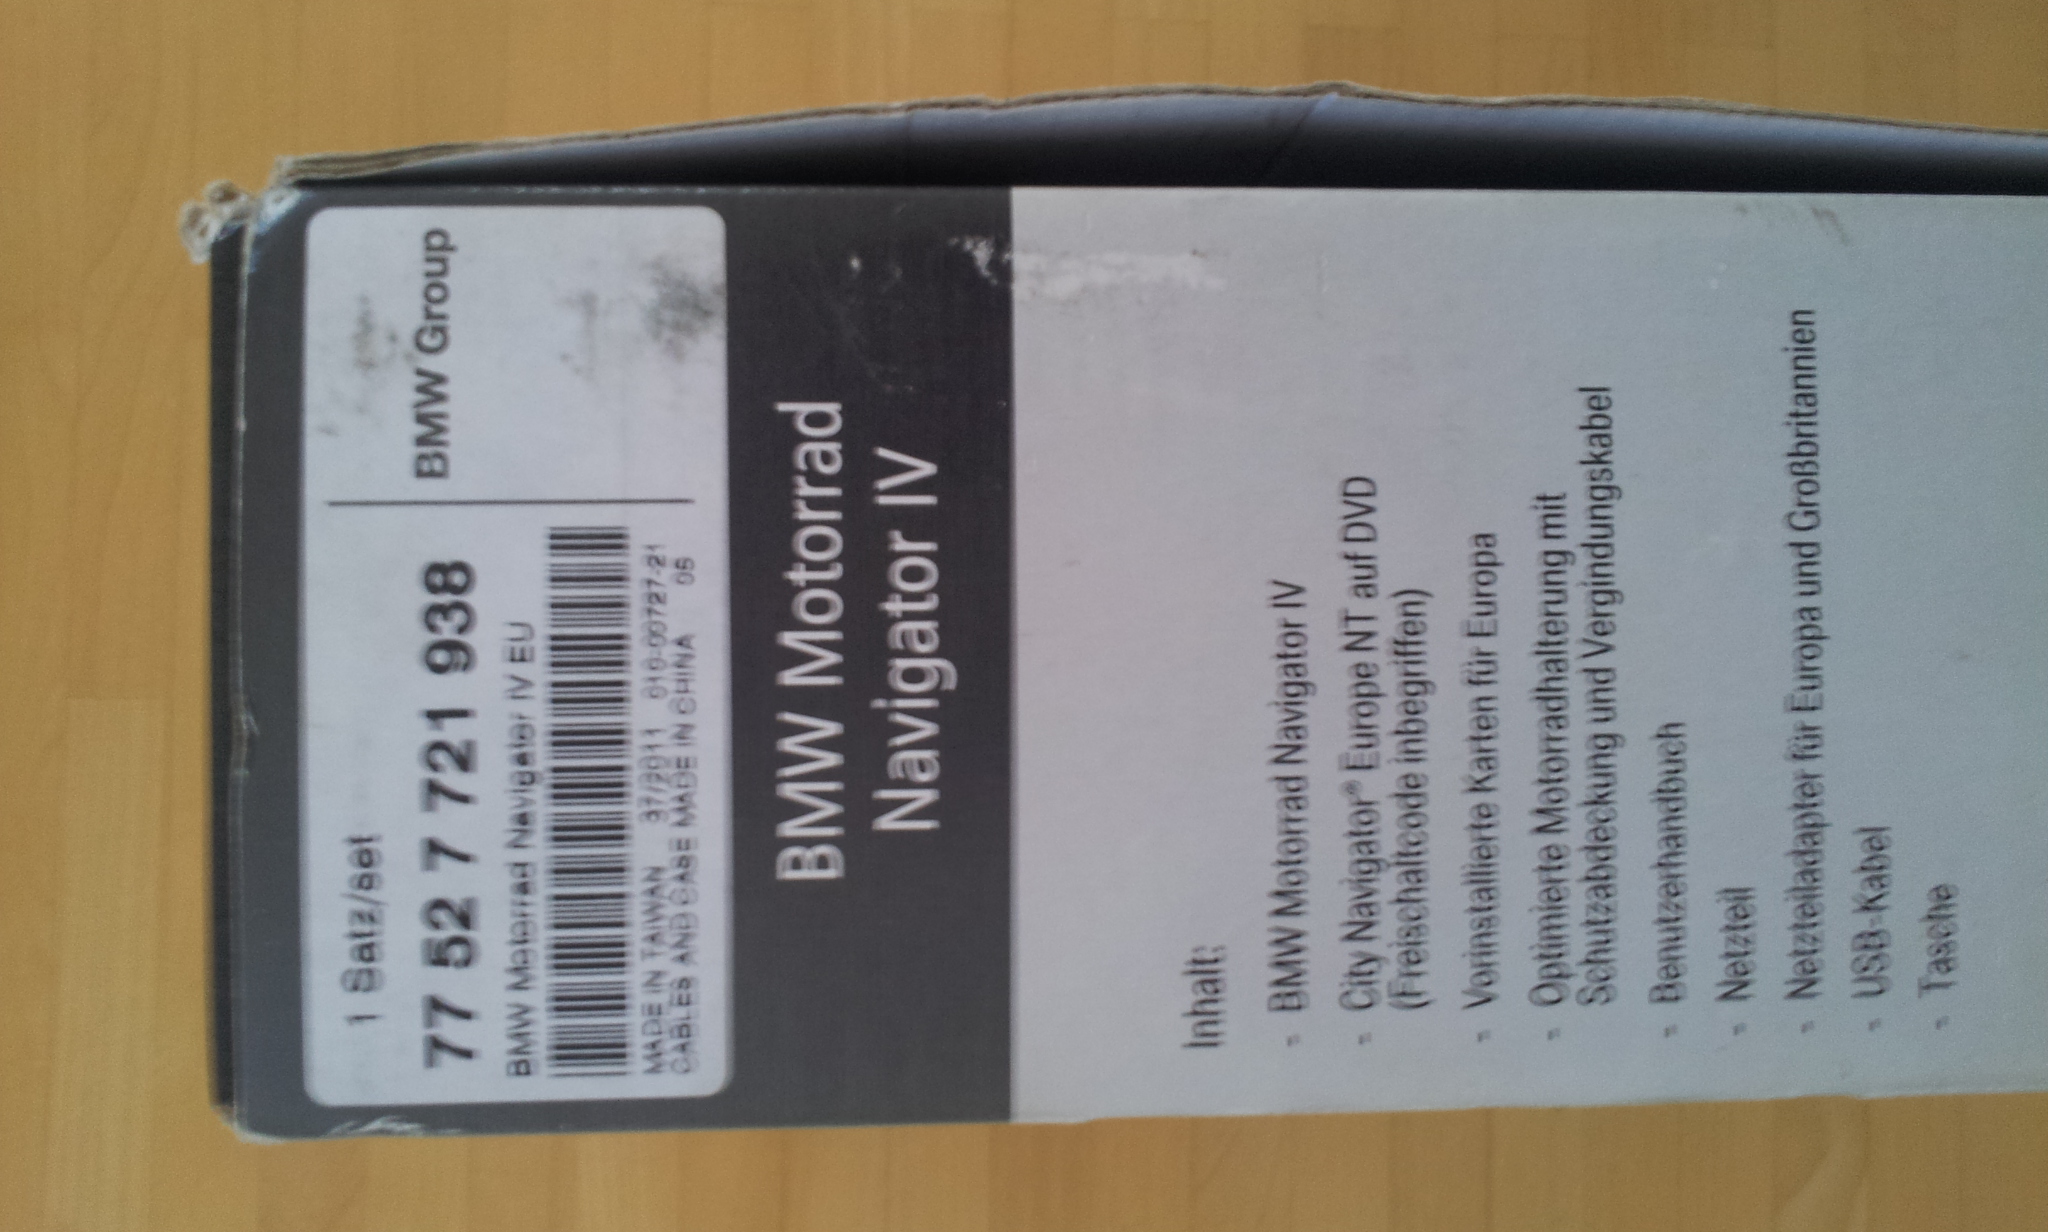 1 Satz/set
77 52 7 721 938
BMW Motorrad Navigator IV EU
MADE IN TAIWAN 37/2011 010-00727-21
CABLES AND CASE MADE IN CHINA 05
BMW Group
BMW Motorrad
Navigator IV
Inhalt:
- BMW Motorrad Navigator IV
- City Navigator® Europe NT auf DVD
(Freischaltcode inbegriffen)
- Vorinstallierte Karten für Europa
- Optimierte Motorradhalterung mit
Schutzabdeckung und Vergindungskabel
- Benutzerhandbuch
- Netzteil
- Netzteiladapter für Europa und Großbritannien
- USB-Kabel
- Tasche